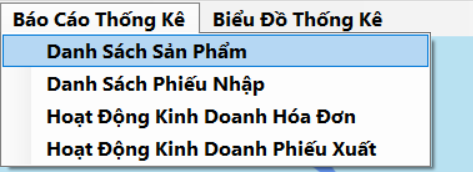 Báo Cáo Thống Kê Biểu Đồ Thống Kê
Danh Sách Sản Phẩm
Danh Sách Phiếu Nhập
Hoạt Động Kinh Doanh Hóa Đơn
Hoạt Động Kinh Doanh Phiếu Xuất